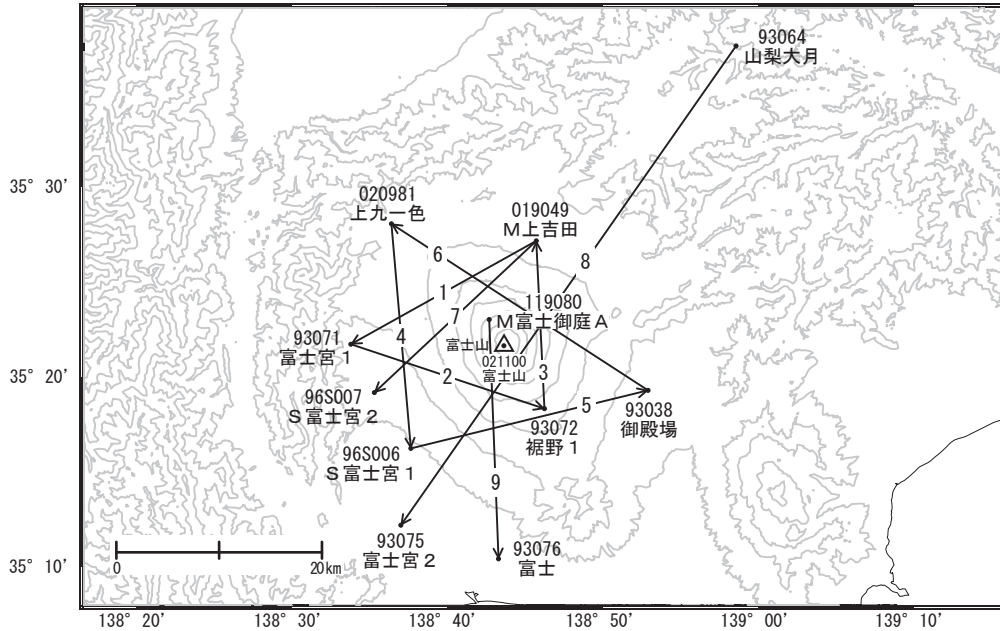 93064
山梨大月
35° 30'
020981
上九一色
019049
M上吉田
6
8
1
119080
M富士御庭A
7
4
93071
富士宮1
富士山
021100
富士山
35° 20'
2
3
96S007
S富士宮2
5
93038
御殿場
93072
裾野1
96S006
S富士宮1
9
93075
富士宮2
93076
富士
35° 10'
0
20km
138° 20'
138° 30'
138° 40'
138° 50'
139° 00'
139° 10'